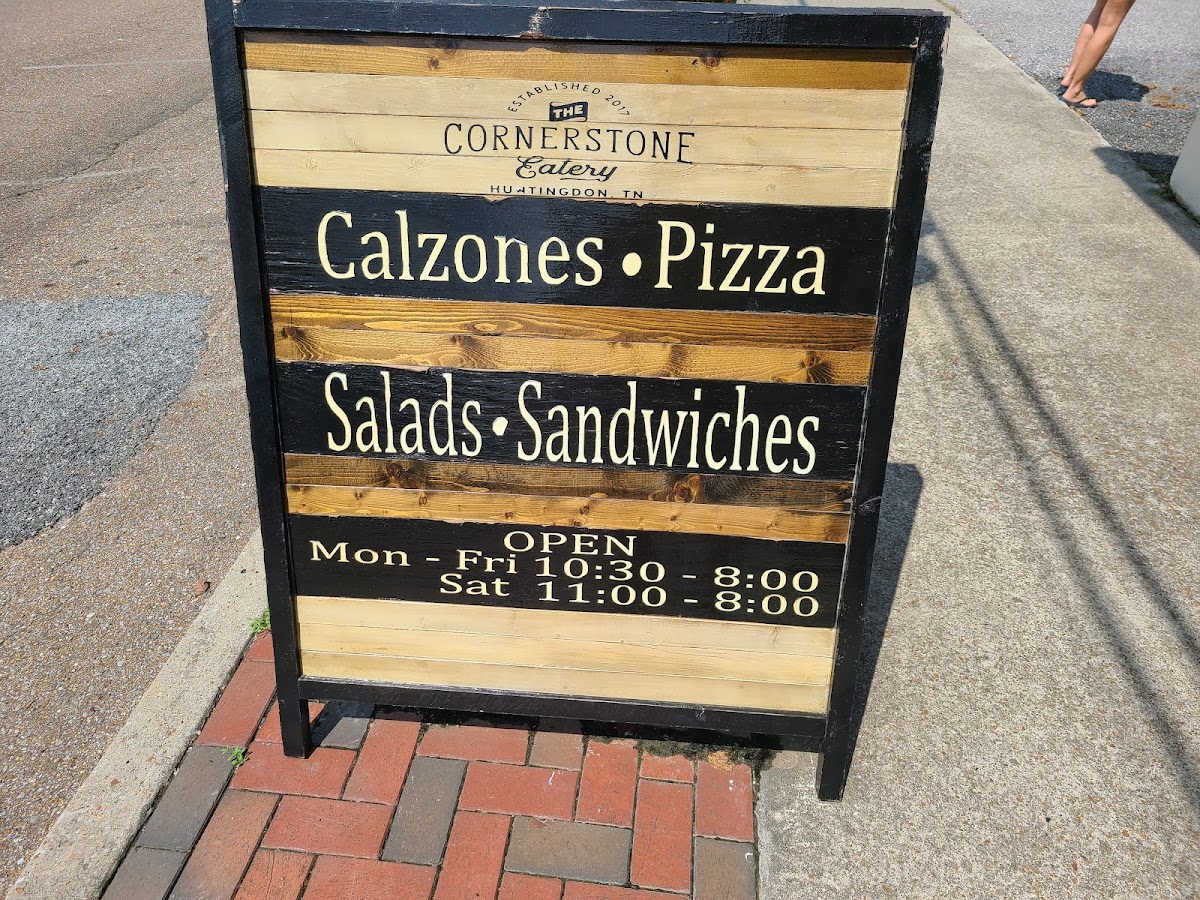 ESTABLISHED 2017
THE
CORNERSTONE
Eatery
HUNTINGDON, TN
Calzones • Pizza
Salads • Sandwiches
OPEN
Mon - Fri 10:30 - 8:00
Sat 11:00 - 8:00